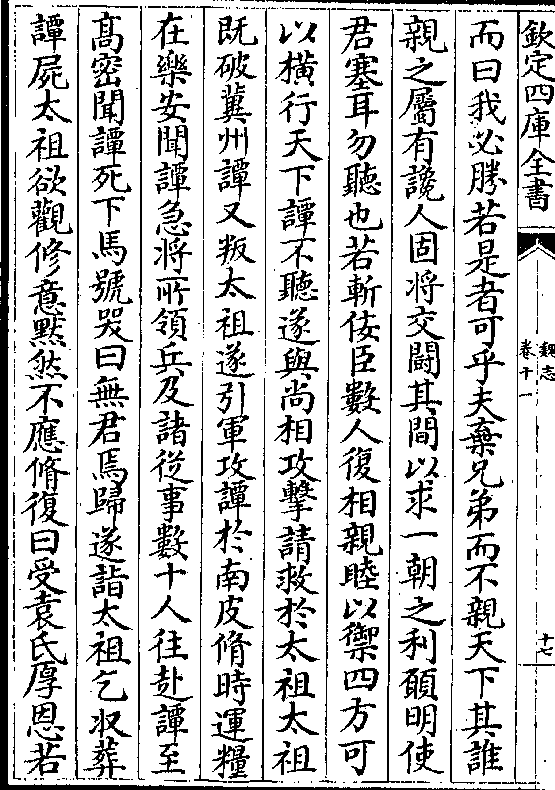 欽定四庫全書
魏志
卷十一
十七
而曰我必勝若是者可乎夫棄兄弟而不親天下其誰
親之屬有讒人固將交鬭其間以求一朝之利願明使
君塞耳勿聽也若斬佞臣數人復相親睦以禦四方可
以橫行天下譚不聽遂與尚相攻擊請救於太祖太祖
既破冀州譚又叛太祖遂引軍攻譚於南皮脩時運糧
在樂安聞譚急將所領兵及諸從事數十人往赴譚至
髙密聞譚死下馬號哭曰無君焉歸遂詣太祖乞收葬
譚屍太祖欲觀修意黙然不應脩復曰受袁氏厚恩若